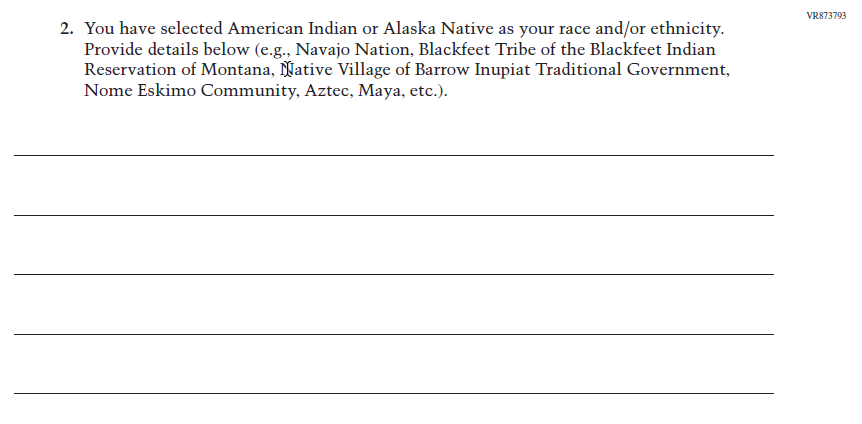 VR873793
2. You have selected American Indian or Alaska Native as your race and/or ethnicity.
Provide details below (e.g., Navajo Nation, Blackfeet Tribe of the Blackfeet Indian
Reservation of Montana, Native Village of Barrow Inupiat Traditional Government,
Nome Eskimo Community, Aztec, Maya, etc.).